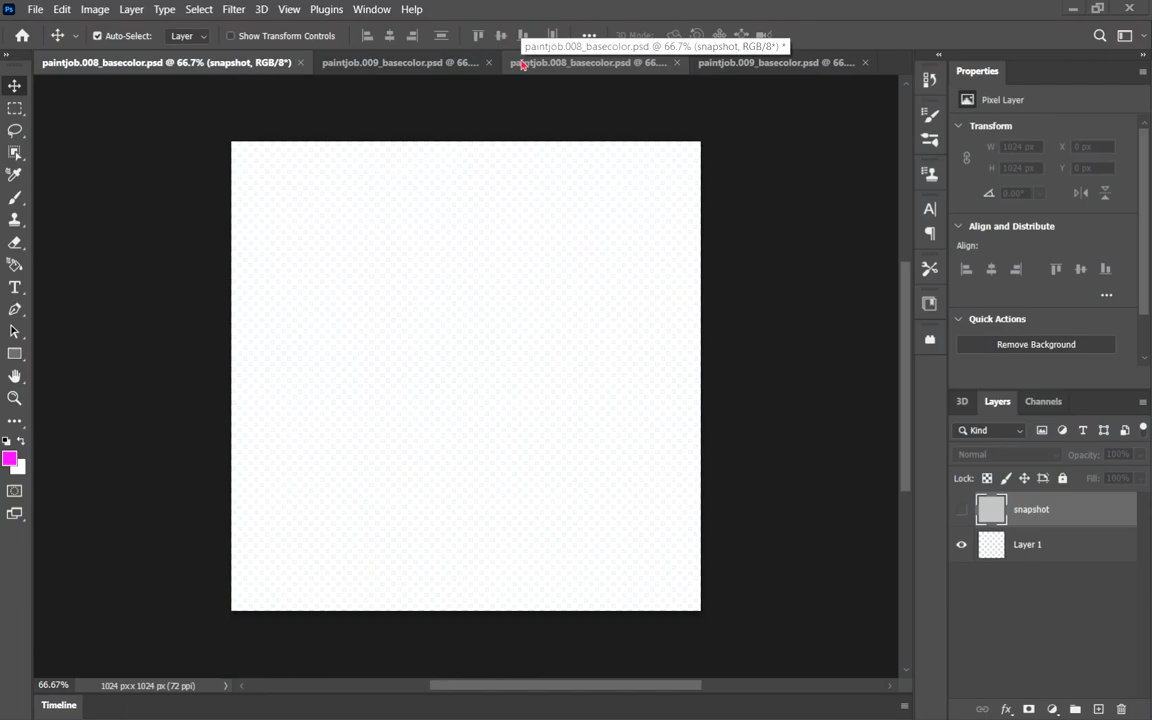 Ps File Edit Image Layer Type Select Filter 3D View Plugins Window Help
Auto-Select: Layer Show Transform Controls 3D Mode:
paintjob.008_basecolor.psd @ 66.7% (snapshot, RGB/8*) *
paintjob.008_basecolor.psd @ 66.7% (snapshot, RGB/8*) * paintjob.009_basecolor.psd @ 66.... paintjob.008_basecolor.psd @ 66.7%.... paintjob.009_basecolor.psd @ 66....
Properties
Pixel Layer
Transform
W 1024 px X 0 px
H 1024 px Y 0 px
0.00°
Align and Distribute
Align:
Quick Actions
Remove Background
3D Layers Channels
Kind
Normal Opacity: 100%
Lock: Fill: 100%
snapshot
Layer 1
66.67% 1024 px x 1024 px (72 ppi)
Timeline